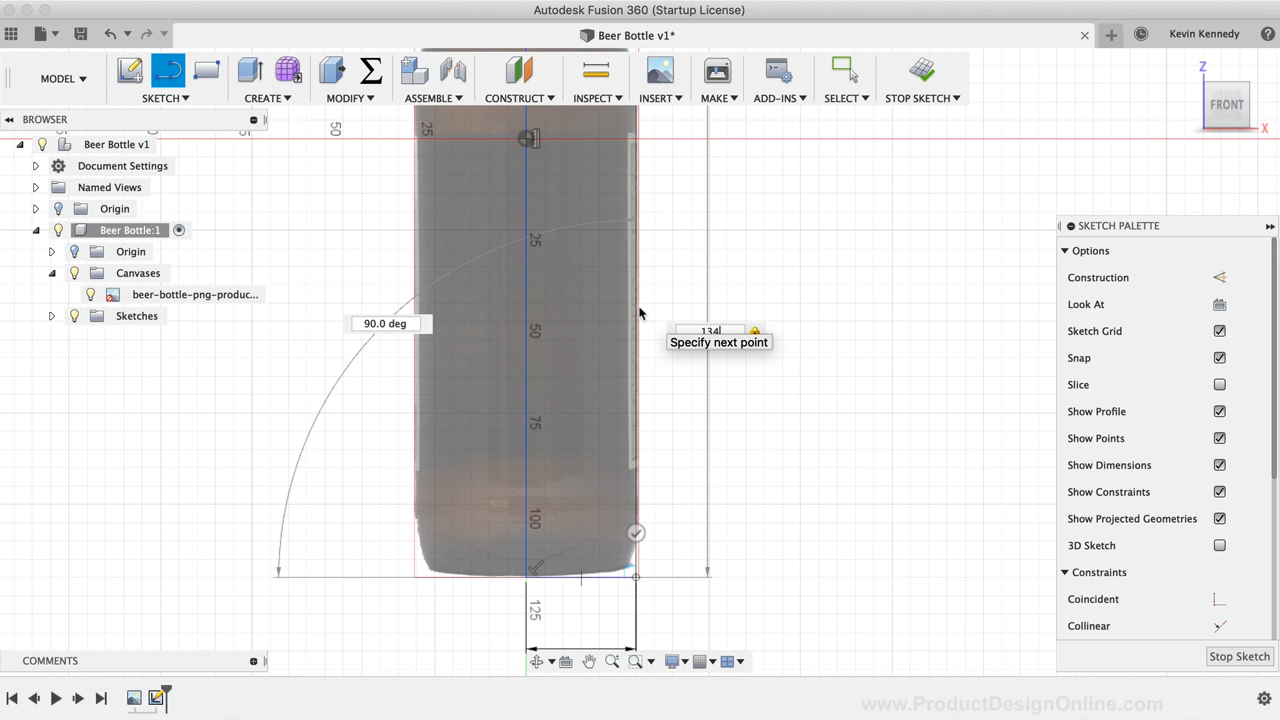 Autodesk Fusion 360 (Startup License)
Beer Bottle v1*
Kevin Kennedy
MODEL
SKETCH
CREATE
MODIFY
ASSEMBLE
CONSTRUCT
INSPECT
INSERT
MAKE
ADD-INS
SELECT
STOP SKETCH
Z
FRONT
X
BROWSER
50
25
Beer Bottle v1
Document Settings
Named Views
Origin
Beer Bottle:1
Origin
Canvases
beer-bottle-png-produc...
Sketches
25
50
75
100
125
90.0 deg
134
Specify next point
SKETCH PALETTE
Options
Construction
Look At
Sketch Grid
Snap
Slice
Show Profile
Show Points
Show Dimensions
Show Constraints
Show Projected Geometries
3D Sketch
Constraints
Coincident
Collinear
Stop Sketch
COMMENTS
www.ProductDesignOnline.com